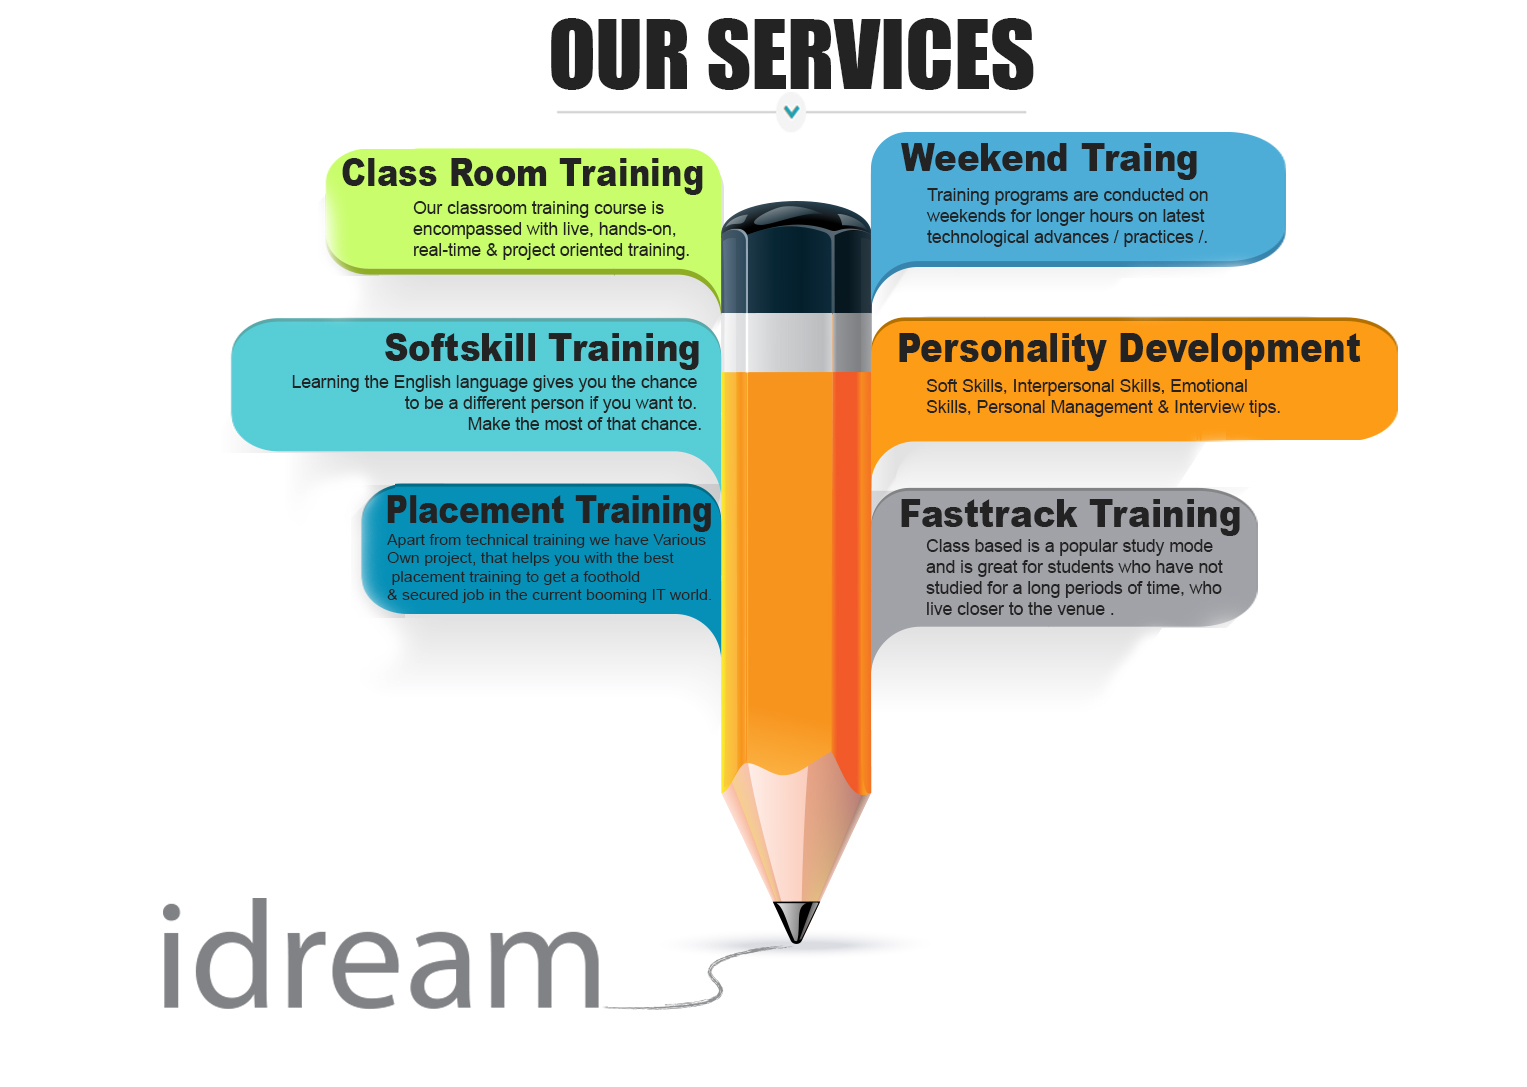 OUR SERVICES
Class Room Training
Our classroom training course is
encompassed with live, hands-on,
real-time & project oriented training.
Weekend Traing
Training programs are conducted on
weekends for longer hours on latest
technological advances / practices /.
Softskill Training
Learning the English language gives you the chance
to be a different person if you want to.
Make the most of that chance.
Personality Development
Soft Skills, Interpersonal Skills, Emotional
Skills, Personal Management & Interview tips.
Placement Training
Apart from technical training we have Various
Own project, that helps you with the best
placement training to get a foothold
& secured job in the current booming IT world.
Fasttrack Training
Class based is a popular study mode
and is great for students who have not
studied for a long periods of time, who
live closer to the venue .
idream